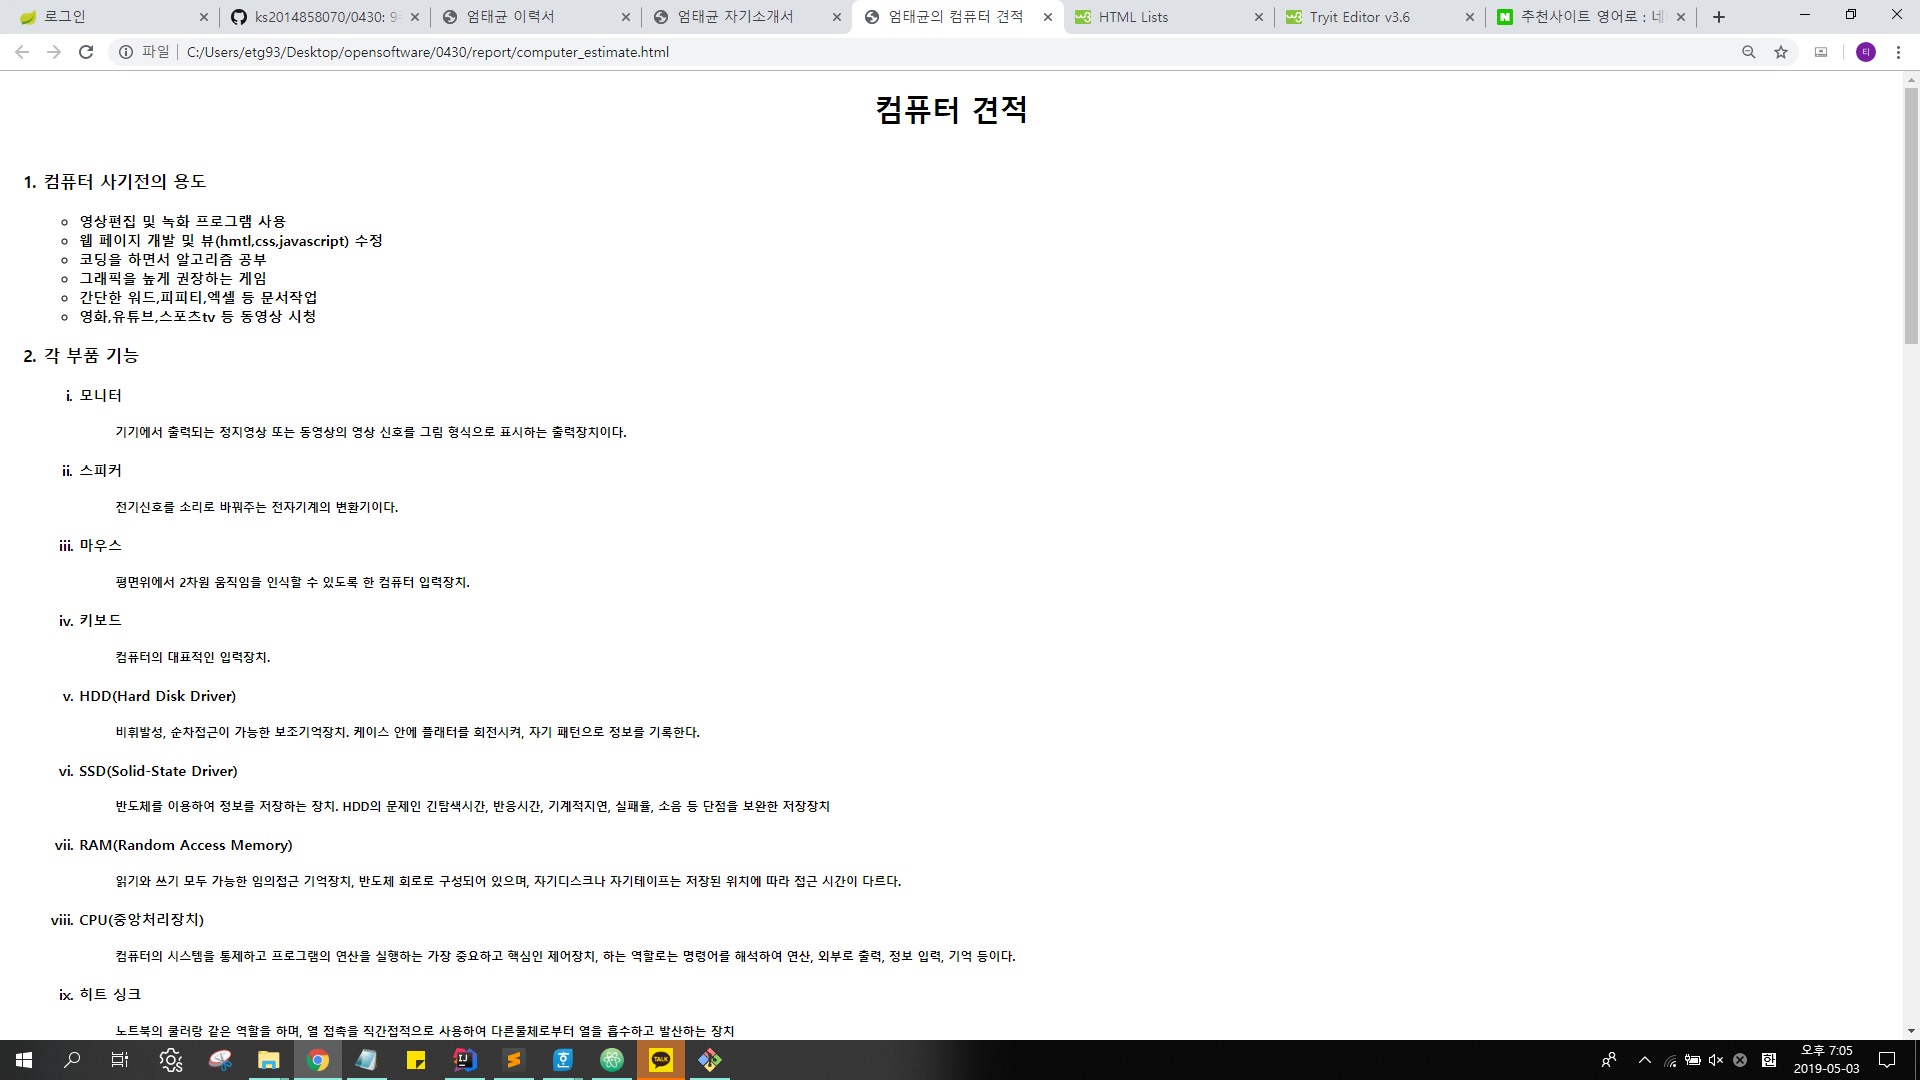 로그인
ks2014858070/0430: 9
엄태균 이력서
엄태균 자기소개서
엄태균의 컴퓨터 견적
HTML Lists
Tryit Editor v3.6
추천사이트 영어로 : 네
파일
C:/Users/etg93/Desktop/opensoftware/0430/report/computer_estimate.html
티
컴퓨터 견적
1. 컴퓨터 사기전의 용도
영상편집 및 녹화 프로그램 사용
웹 페이지 개발 및 뷰(hmtl,css,javascript) 수정
코딩을 하면서 알고리즘 공부
그래픽을 높게 권장하는 게임
간단한 워드,피피티,엑셀 등 문서작업
영화,유튜브,스포츠tv 등 동영상 시청
2. 각 부품 기능
i. 모니터
기기에서 출력되는 정지영상 또는 동영상의 영상 신호를 그림 형식으로 표시하는 출력장치이다.
ii. 스피커
전기신호를 소리로 바꿔주는 전자기계의 변환기이다.
iii. 마우스
평면위에서 2차원 움직임을 인식할 수 있도록 한 컴퓨터 입력장치.
iv. 키보드
컴퓨터의 대표적인 입력장치.
v. HDD(Hard Disk Driver)
비휘발성, 순차접근이 가능한 보조기억장치. 케이스 안에 플래터를 회전시켜, 자기 패턴으로 정보를 기록한다.
vi. SSD(Solid-State Driver)
반도체를 이용하여 정보를 저장하는 장치. HDD의 문제인 긴탐색시간, 반응시간, 기계적지연, 실패율, 소음 등 단점을 보완한 저장장치
vii. RAM(Random Access Memory)
읽기와 쓰기 모두 가능한 임의접근 기억장치, 반도체 회로로 구성되어 있으며, 자기디스크나 자기테이프는 저장된 위치에 따라 접근 시간이 다르다.
viii. CPU(중앙처리장치)
컴퓨터의 시스템을 통제하고 프로그램의 연산을 실행하는 가장 중요하고 핵심인 제어장치, 하는 역할로는 명령어를 해석하여 연산, 외부로 출력, 정보 입력, 기억 등이다.
ix. 히트 싱크
노트북의 쿨러랑 같은 역할을 하며, 열 접촉을 직간접적으로 사용하여 다른물체로부터 열을 흡수하고 발산하는 장치
TALK
한
오후 7:05
2019-05-03